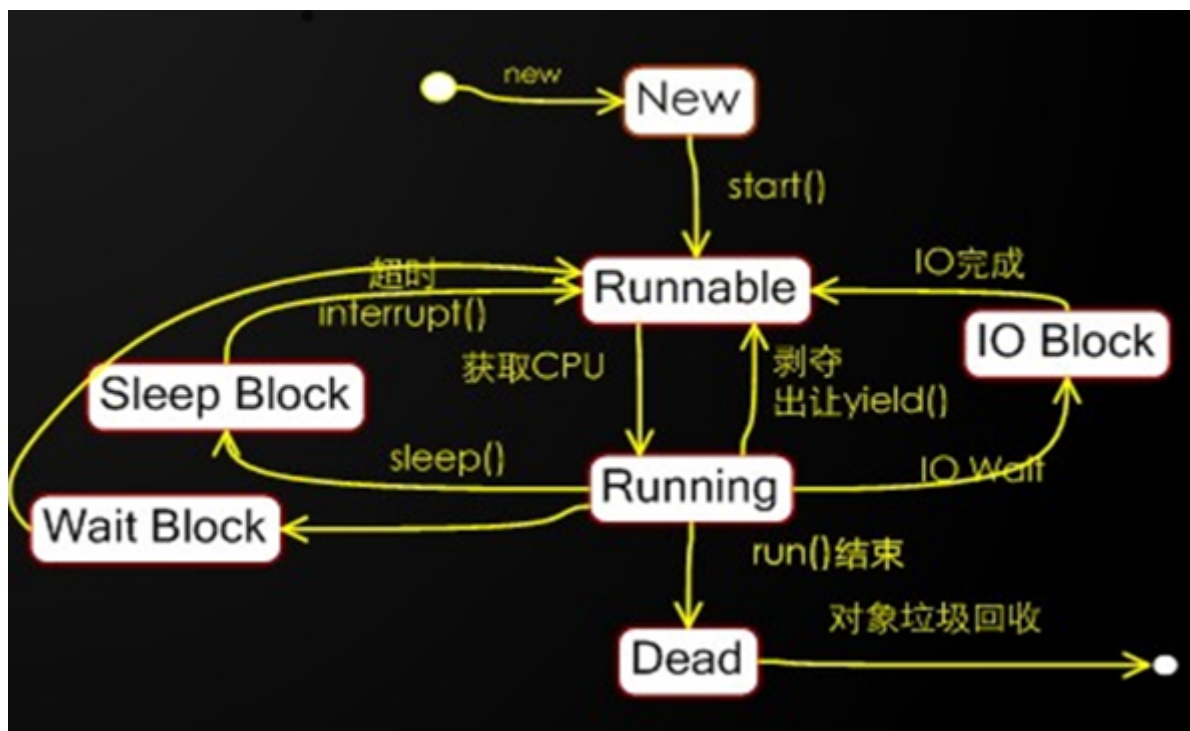 new
New
start()
超时
interrupt()
Runnable
IO完成
IO Block
Sleep Block
获取CPU
剥夺
出让yield()
sleep()
Running
IO Wait
Wait Block
run()结束
Dead
对象垃圾回收